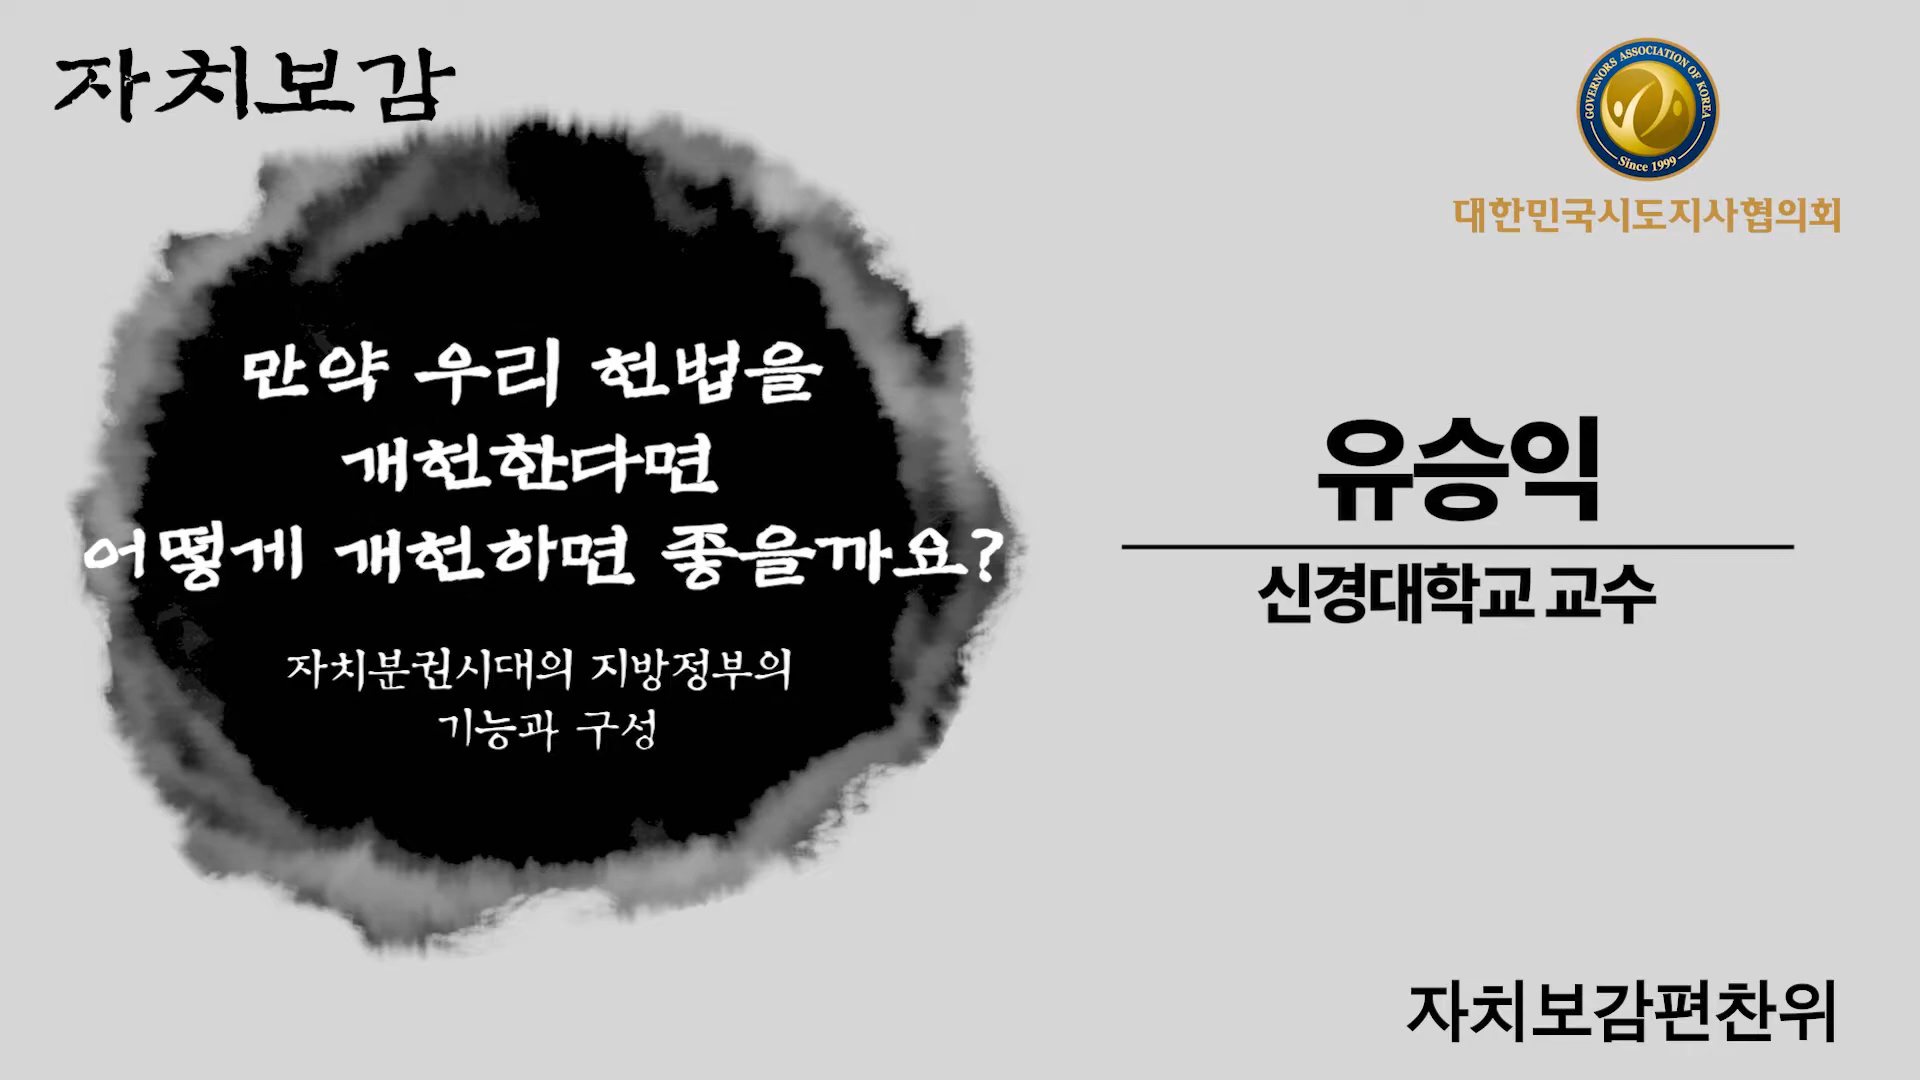 자치보감
GOVERNORS ASSOCIATION OF KOREA
Since 1999
대한민국시도지사협의회
만약 우리 헌법을
개헌한다면
어떻게 개헌하면 좋을까요?
자치분권시대의 지방정부의
기능과 구성
유승익
신경대학교 교수
자치보감편찬위